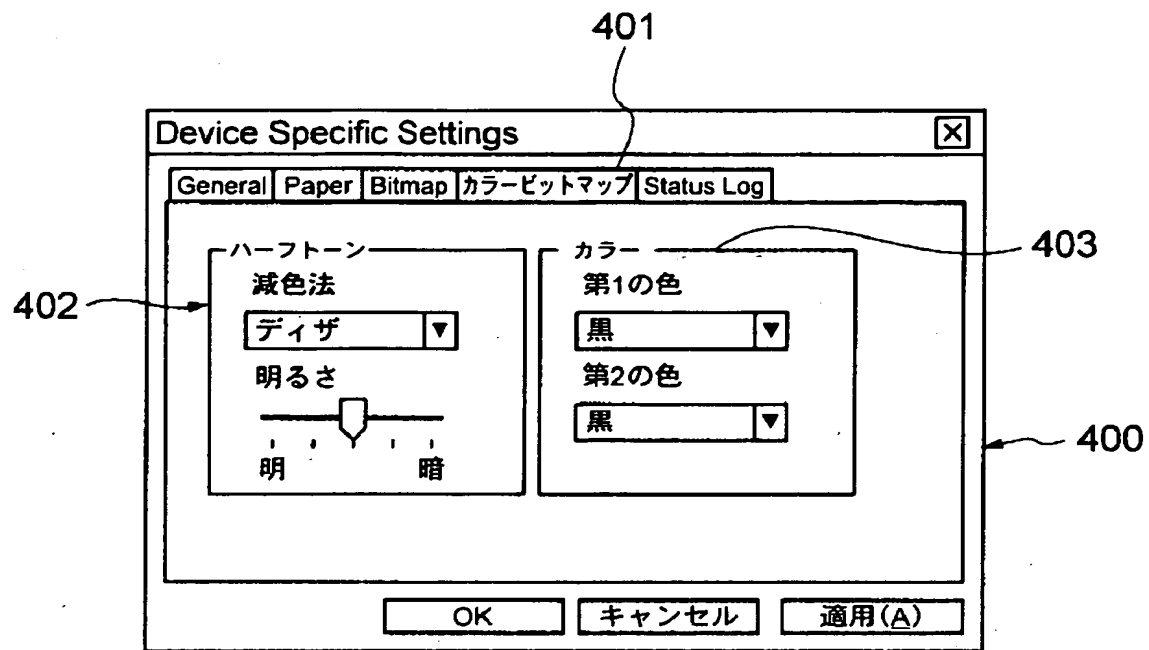 401
Device Specific Settings
General Paper Bitmap カラービットマップ Status Log
403
ハーフトーン カラー
402
減色法 第1の色
ディザ ▼ 黒 ▼
明るさ 第2の色
黒 ▼
400
明 暗
OK キャンセル 適用(A)